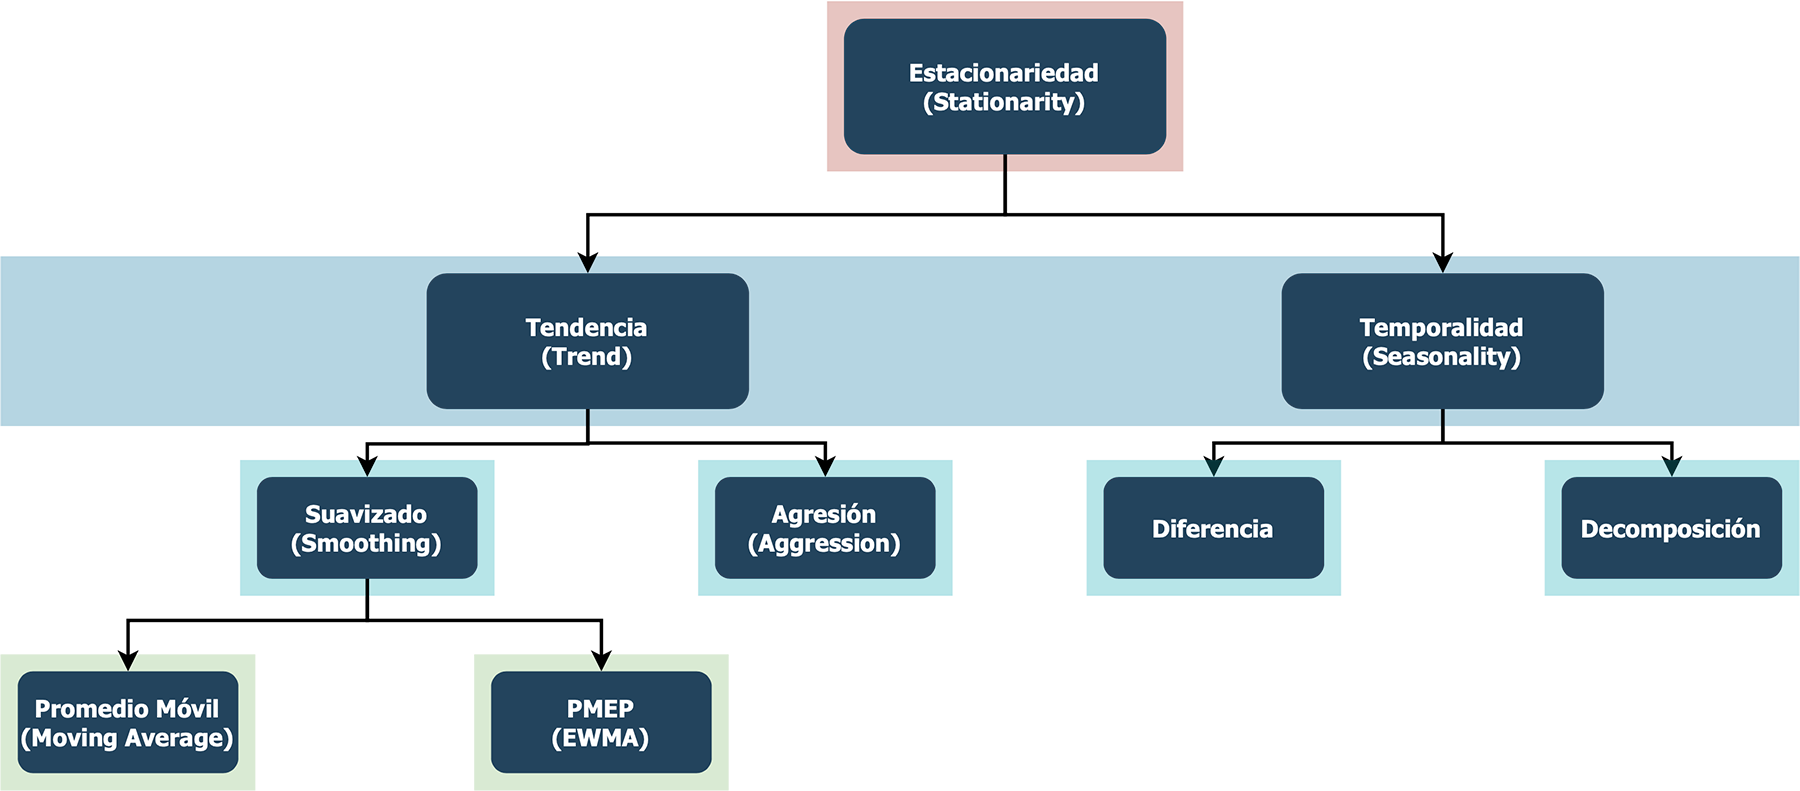 Estacionariedad
(Stationarity)
Tendencia
(Trend)
Temporalidad
(Seasonality)
Suavizado
(Smoothing)
Agresión
(Aggression)
Diferencia
Decomposición
Promedio Móvil
(Moving Average)
PMEP
(EWMA)